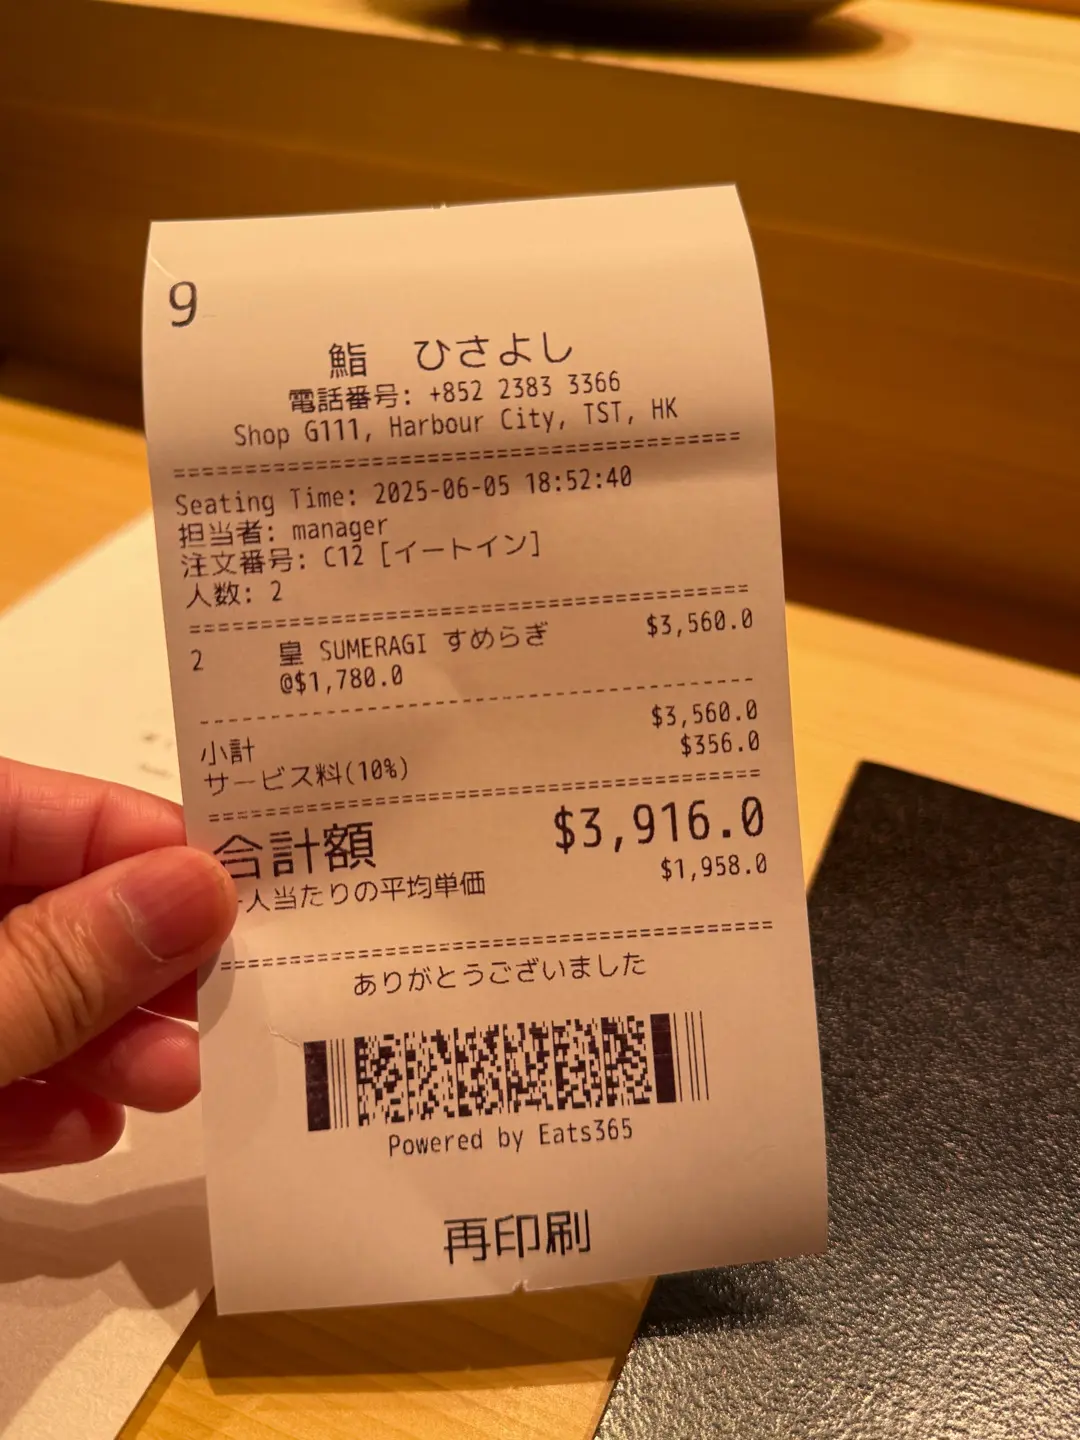 9
鮨 ひさよし
電話番号: +852 2383 3366
Shop G111, Harbour City, TST, HK
Seating Time: 2025-06-05 18:52:40
担当者: manager
注文番号: C12 [イートイン]
人数: 2
2 皇 SUMERAGI すめらぎ $3,560.0
@$1,780.0
小計 $3,560.0
サービス料(10%) $356.0
合計額 $3,916.0
一人当たりの平均単価 $1,958.0
ありがとうございました
Powered by Eats365
再印刷